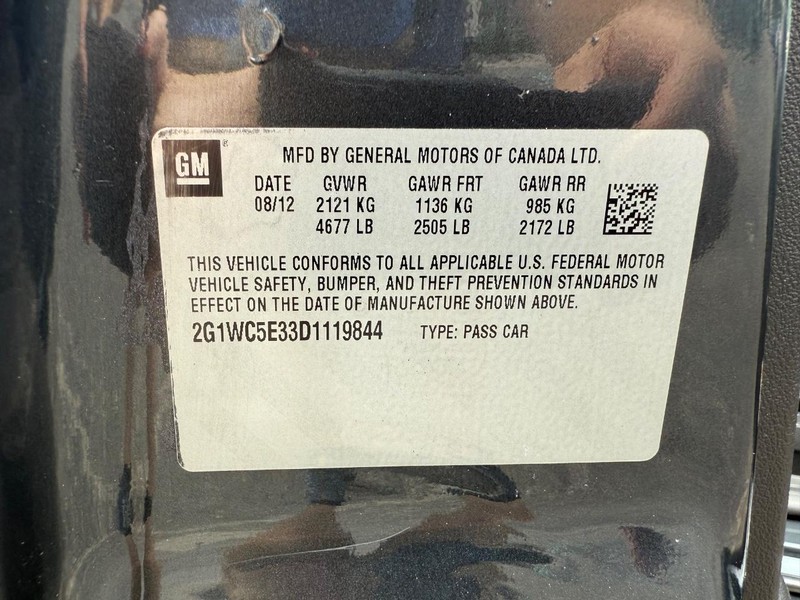 GM ®
MFD BY GENERAL MOTORS OF CANADA LTD.
DATE GVWR GAWR FRT GAWR RR
08/12 2121 KG 1136 KG 985 KG
4677 LB 2505 LB 2172 LB
THIS VEHICLE CONFORMS TO ALL APPLICABLE U.S. FEDERAL MOTOR
VEHICLE SAFETY, BUMPER, AND THEFT PREVENTION STANDARDS IN
EFFECT ON THE DATE OF MANUFACTURE SHOWN ABOVE.
2G1WC5E33D1119844 TYPE: PASS CAR